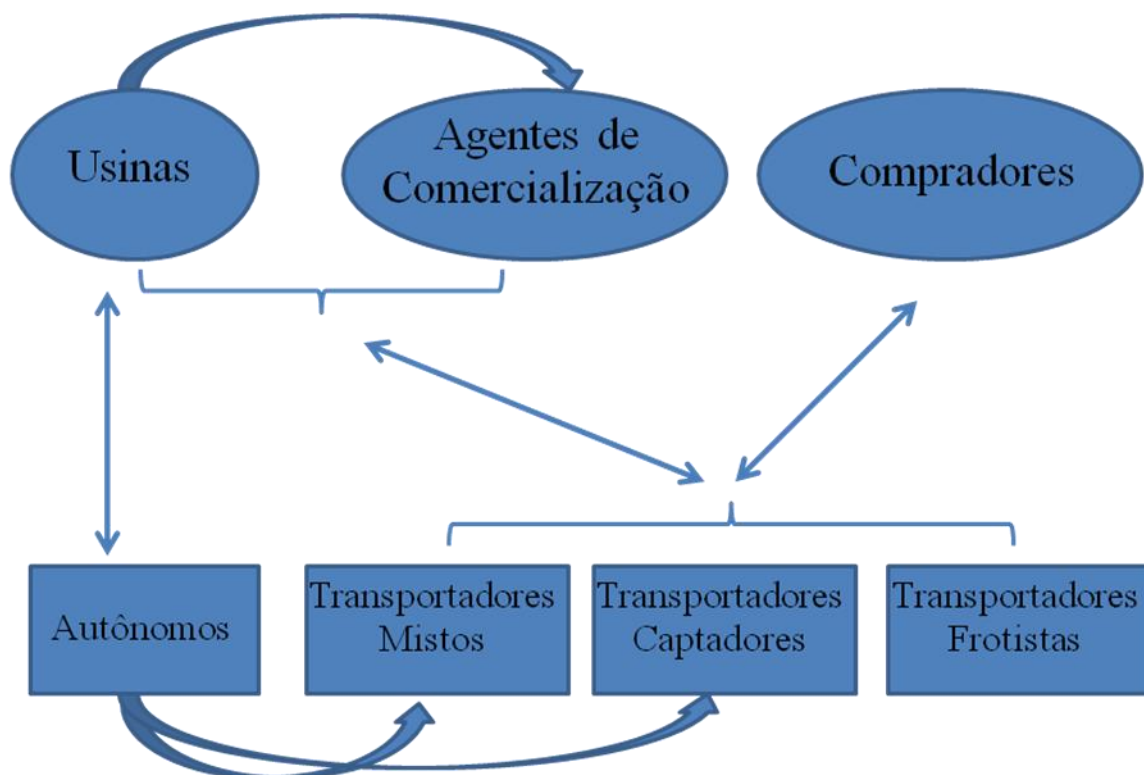 Usinas
Agentes de
Comercialização
Compradores
Autônomos
Transportadores
Mistos
Transportadores
Captadores
Transportadores
Frotistas